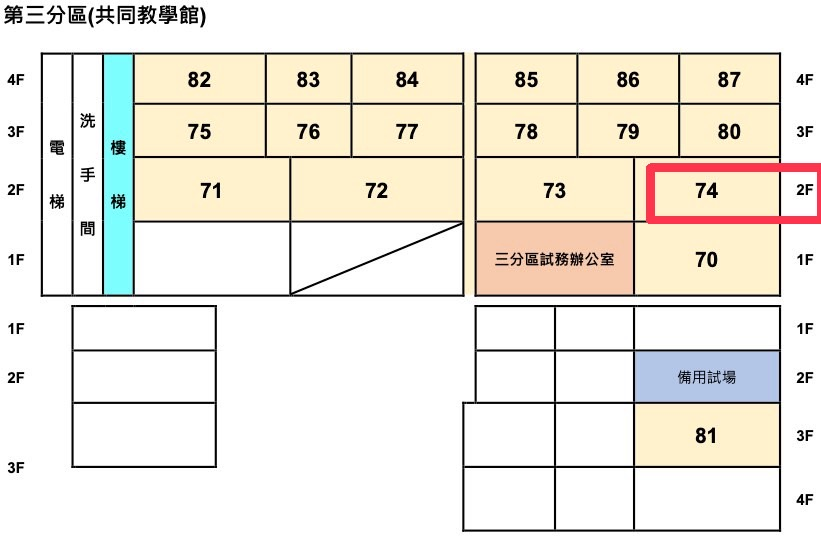 第三分區(共同教學館)
4F 82 83 84 85 86 87 4F
3F 75 76 77 78 79 80 3F
電梯
洗手間
樓梯
2F 71 72 73 74 2F
1F 三分區試務辦公室 70 1F
1F 1F
2F 備用試場 2F
81 3F
3F
4F